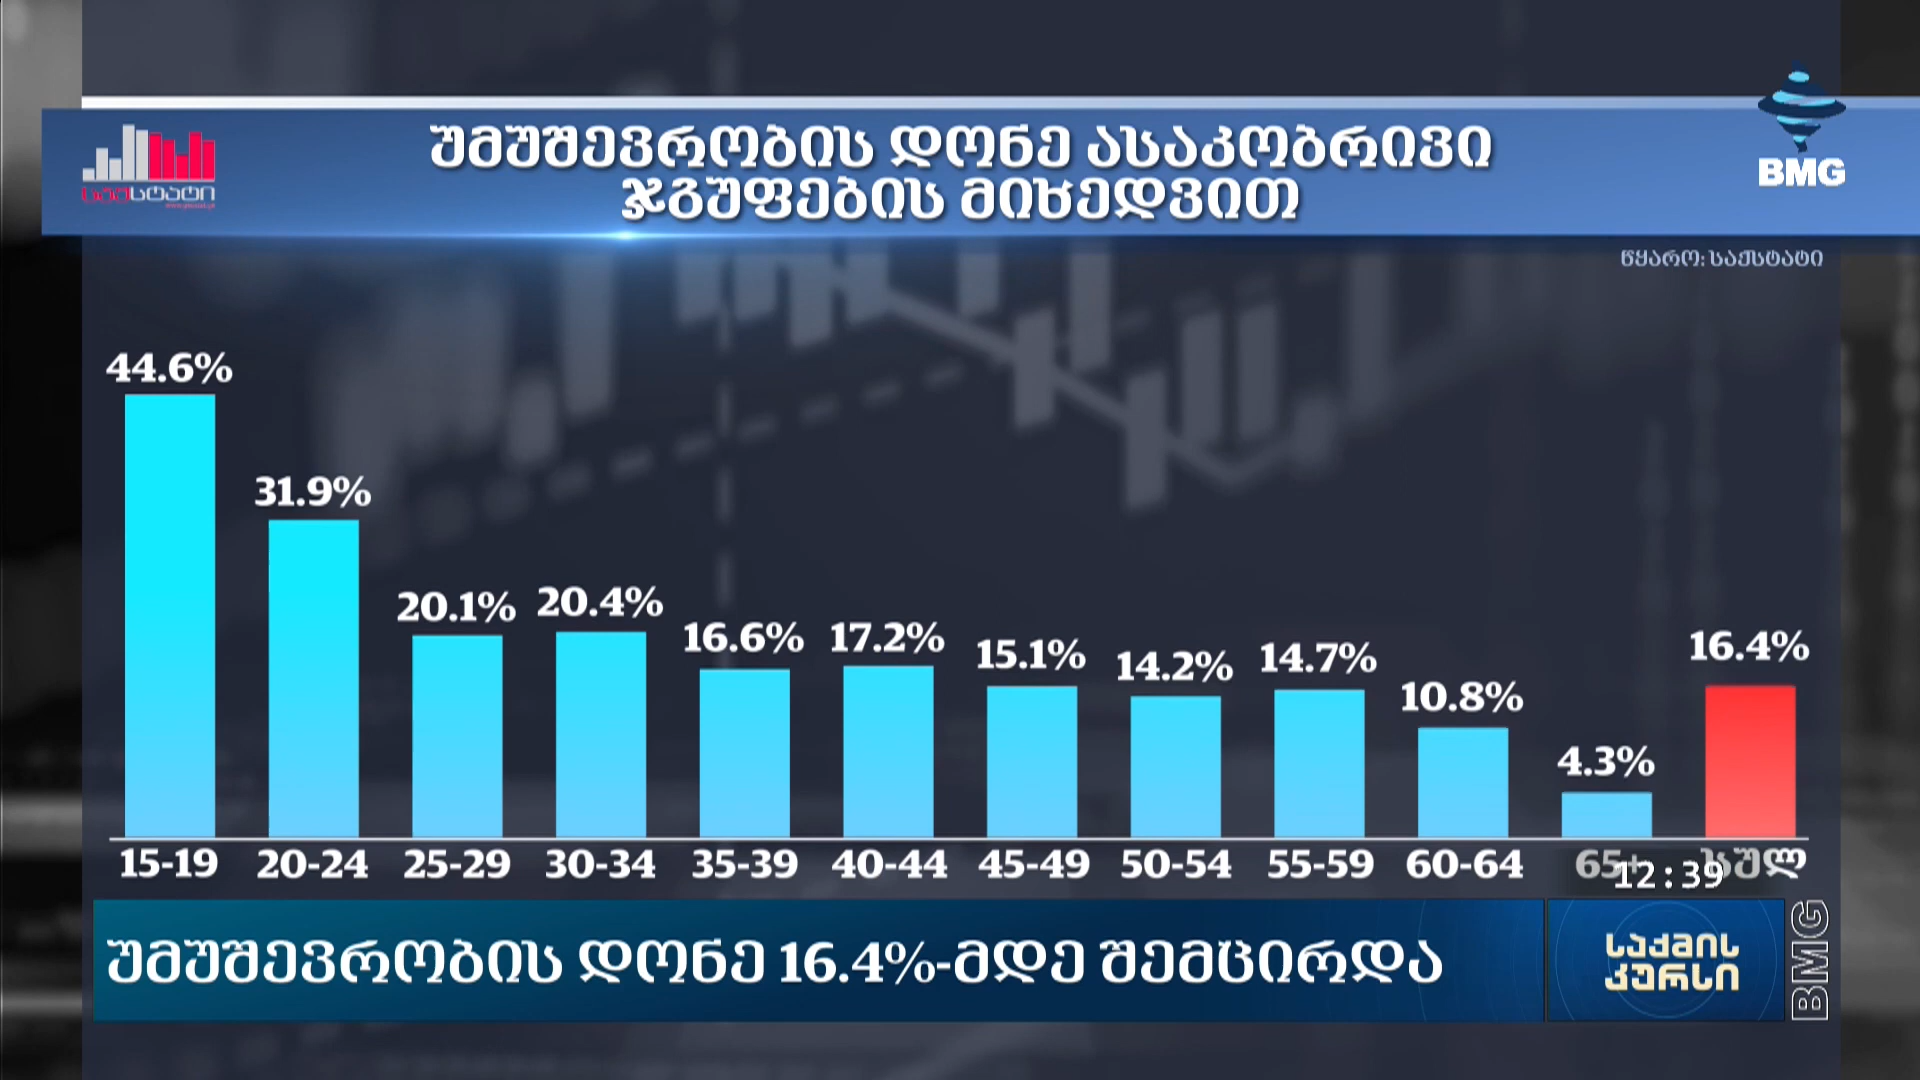 უმუშევრობის დონე ასაკობრივი
ჯგუფების მიხედვით
საქსტატი
BMG
წყარო: საქსტატი
44.6%
31.9%
20.1%
20.4%
16.6%
17.2%
15.1%
14.2%
14.7%
10.8%
4.3%
16.4%
15-19 20-24 25-29 30-34 35-39 40-44 45-49 50-54 55-59 60-64 65+ სულ
12:39
უმუშევრობის დონე 16.4%-მდე შემცირდა
საქმის
კურსი
BMG